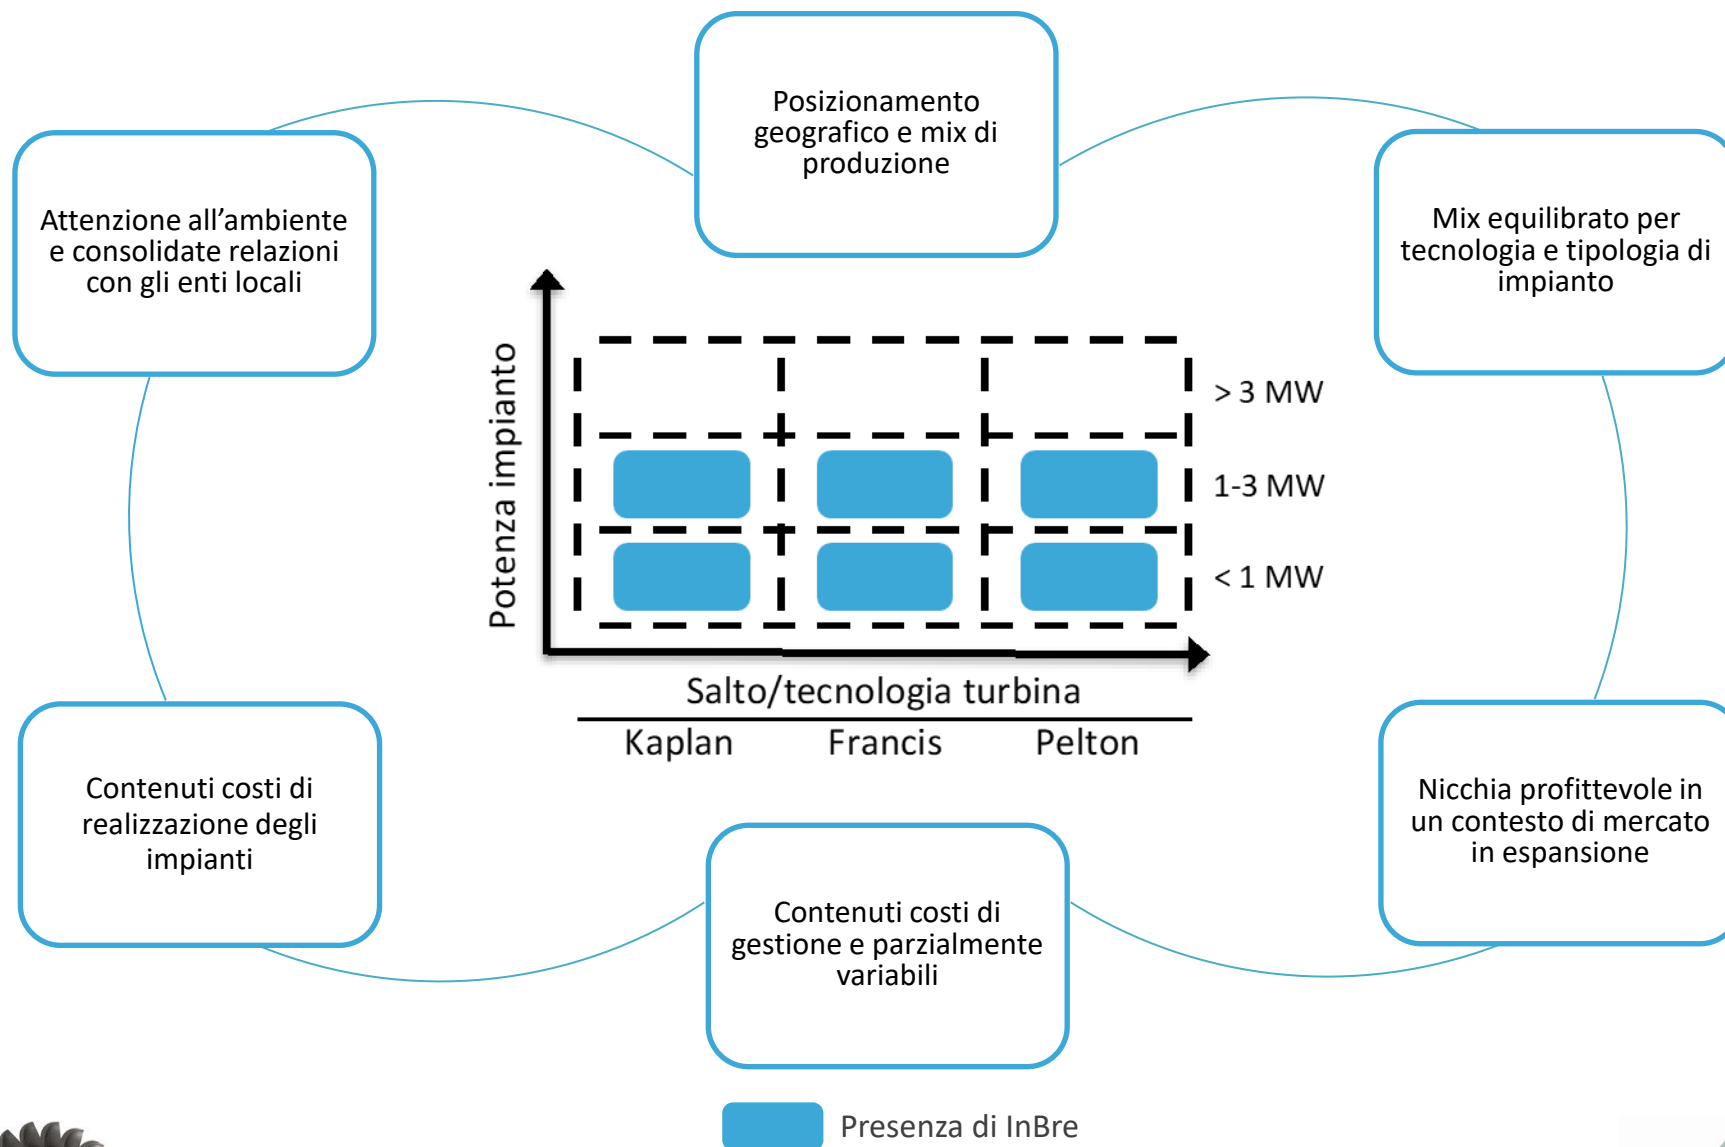 Posizionamento
geografico e mix di
produzione
Attenzione all’ambiente
e consolidate relazioni
con gli enti locali
Mix equilibrato per
tecnologia e tipologia di
impianto
Potenza impianto
> 3 MW
1-3 MW
< 1 MW
Salto/tecnologia turbina
Kaplan Francis Pelton
Contenuti costi di
realizzazione degli
impianti
Nicchia profittevole in
un contesto di mercato
in espansione
Contenuti costi di
gestione e parzialmente
variabili
Presenza di InBre